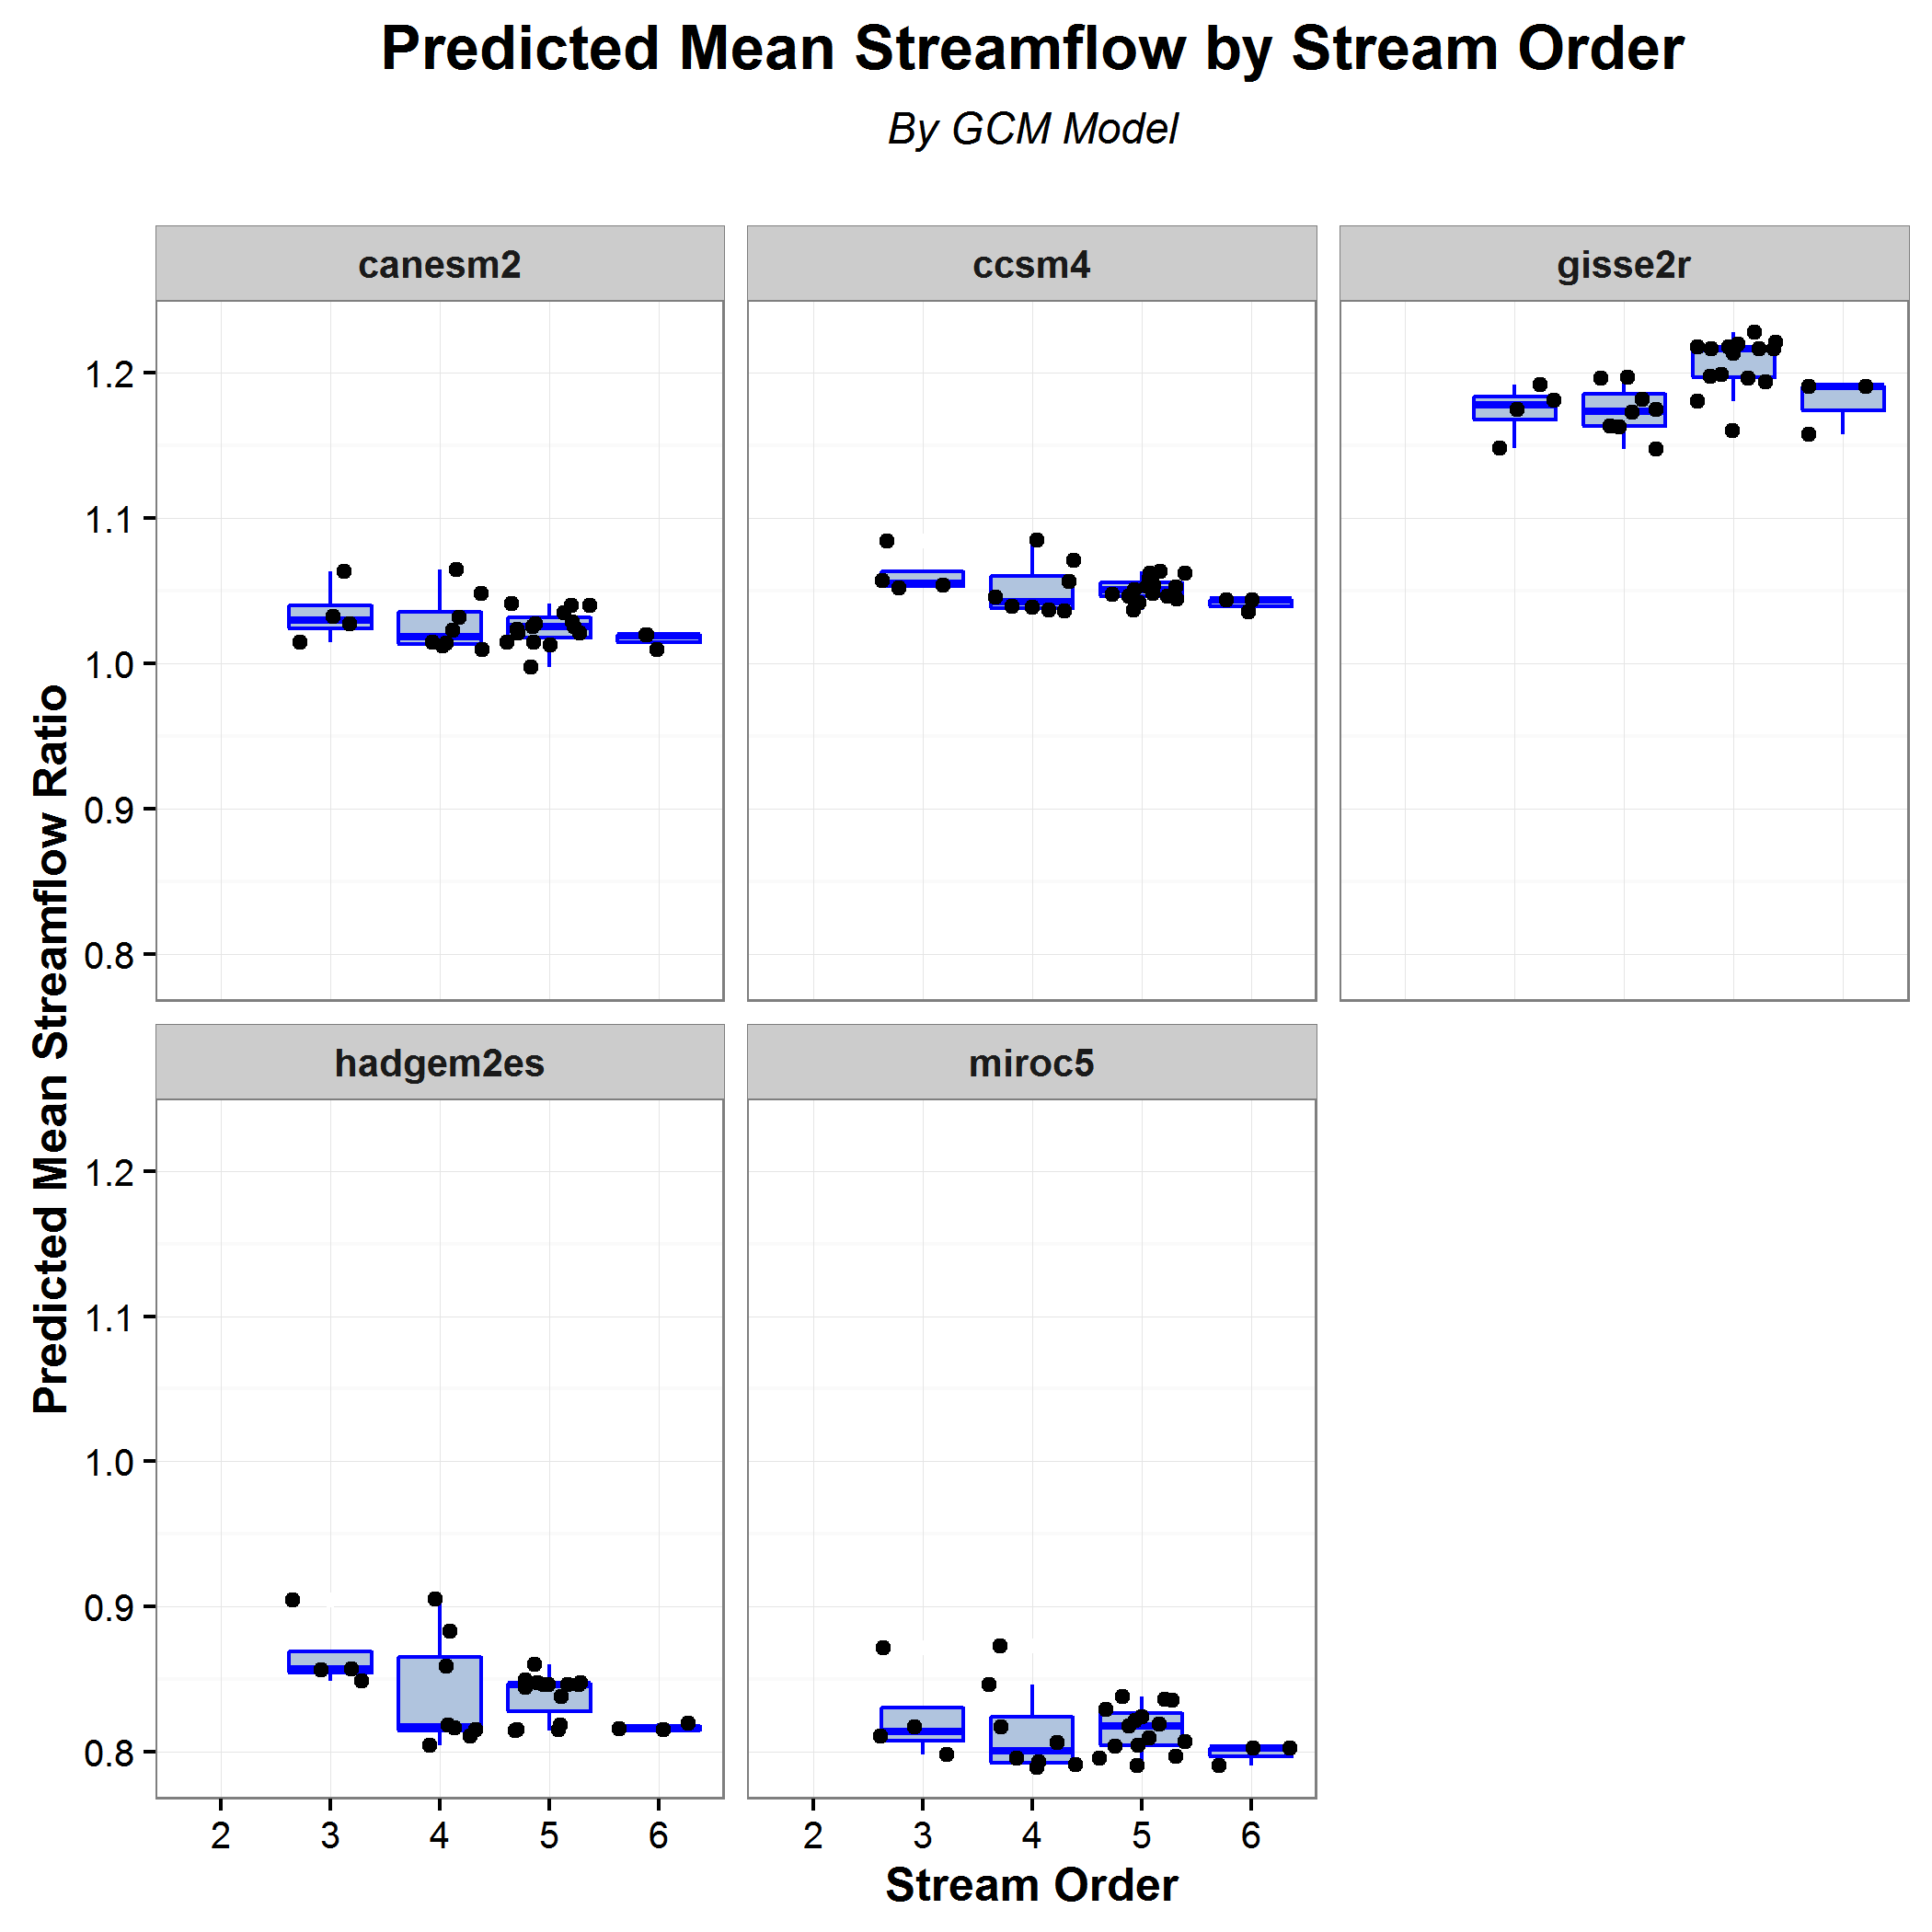 Predicted Mean Streamflow by Stream Order
By GCM Model
canesm2
ccsm4
gisse2r
1.2
1.1
1.0
0.9
0.8
Predicted Mean Streamflow Ratio
hadgem2es
miroc5
1.2
1.1
1.0
0.9
0.8
2 3 4 5 6
2 3 4 5 6
Stream Order